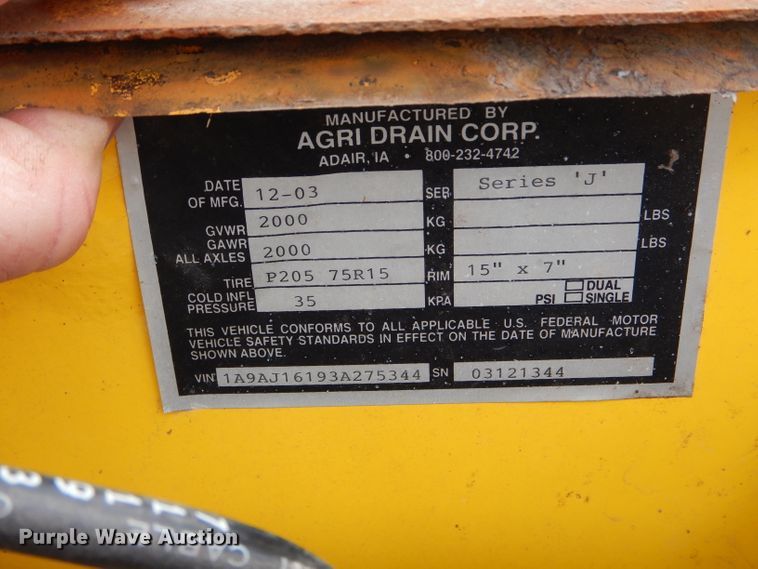 MANUFACTURED BY
AGRI DRAIN CORP.
ADAIR, IA • 800-232-4742
DATE OF MFG. 12-03 SER Series 'J'
GVWR 2000 KG LBS
GAWR ALL AXLES 2000 KG LBS
TIRE P205 75R15 RIM 15" x 7"
COLD INFL PRESSURE 35 KPA PSI DUAL SINGLE
THIS VEHICLE CONFORMS TO ALL APPLICABLE U.S. FEDERAL MOTOR
VEHICLE SAFETY STANDARDS IN EFFECT ON THE DATE OF MANUFACTURE
SHOWN ABOVE.
VIN 1A9AJ16193A275344 SN 03121344
Purple Wave Auction